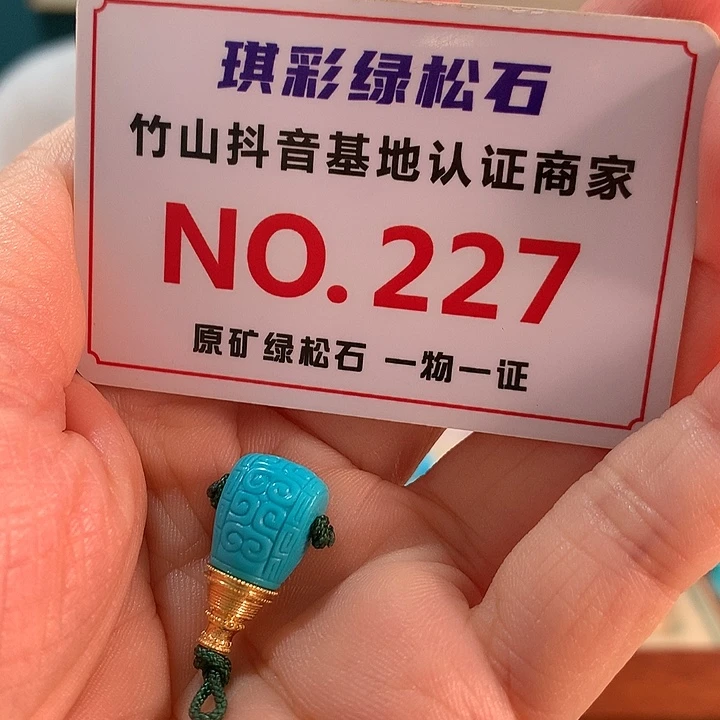 琪彩绿松石
竹山抖音基地认证商家
NO.227
原矿绿松石 一物一证